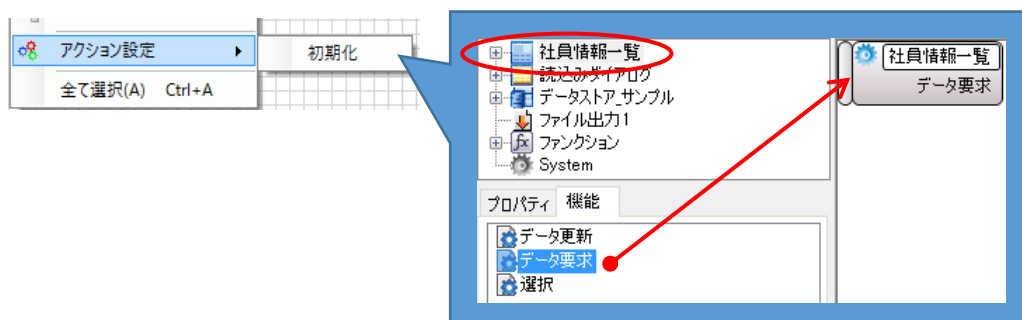 アクション設定
初期化
全て選択(A) Ctrl+A
社員情報一覧
読込みダイアログ
データストア_サンプル
ファイル出力1
ファンクション
System
プロパティ 機能
データ更新
データ要求
選択
社員情報一覧
データ要求